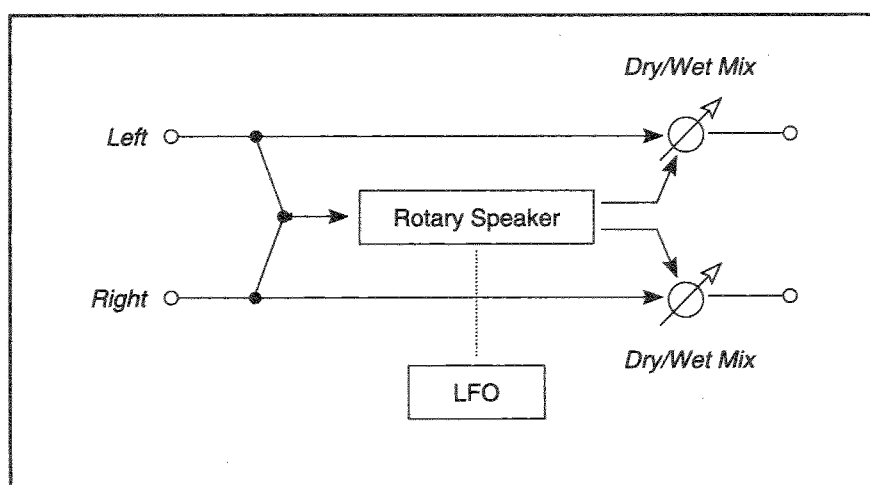 Dry/Wet Mix
Left
Rotary Speaker
Right
Dry/Wet Mix
LFO